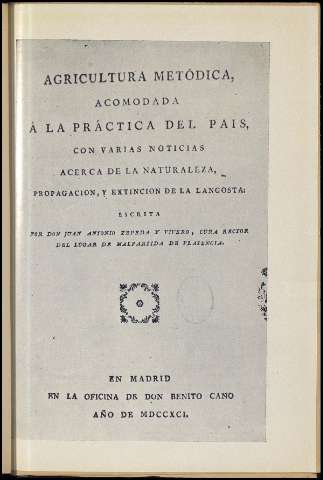 AGRICULTURA METÓDICA,
ACOMODADA
Á LA PRÁCTICA DEL PAIS,
CON VARIAS NOTICIAS
ACERCA DE LA NATURALEZA,
PROPAGACION, Y EXTINCION DE LA LANGOSTA:
ESCRITA
POR DON JUAN ANTONIO ZEPEDA Y VIVERO, CURA RECTOR
DEL LUGAR DE MALPARTIDA DE PLASENCIA.
EN MADRID
EN LA OFICINA DE DON BENITO CANO
AÑO DE MDCCXCI.